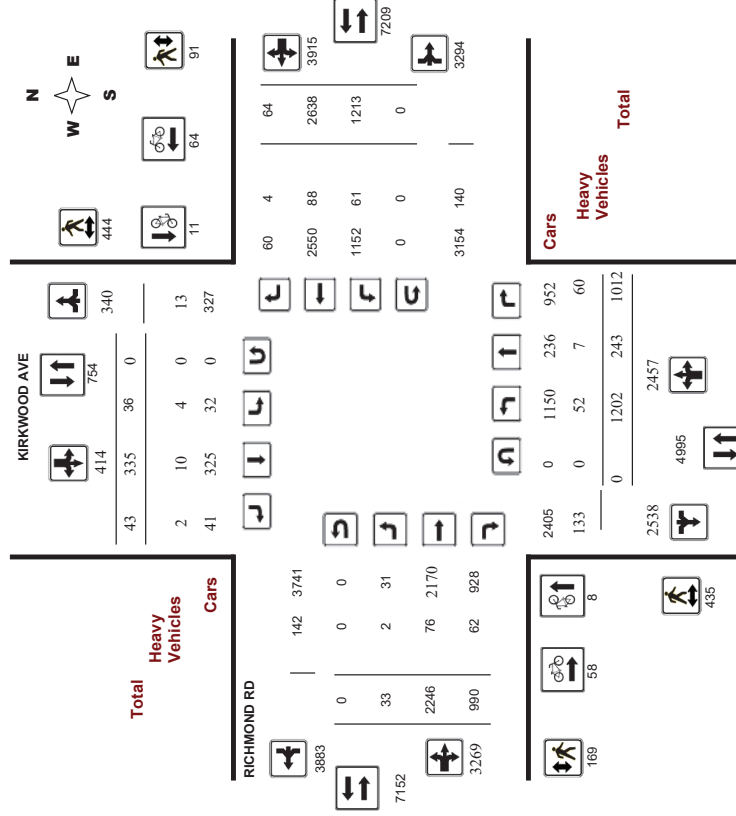 N
W E
S
KIRKWOOD AVE
754
414
340
444
91
11
64
Total
43 335 36 0
Heavy
Vehicles
2 10 4 0 13
Cars
41 325 32 0 327
RICHMOND RD
3883
142 3741
7152
0 0 0
33 2 31
2246 76 2170
990 62 928
3269
60 4 64
2550 88 2638
1152 61 1213
0 0 0
3154 140
3915
7209
3294
2405 0 1150 236 952
Cars
133 0 52 7 60
Heavy
Vehicles
0 1202 243 1012
Total
2538
4995
2457
169
58
8
435